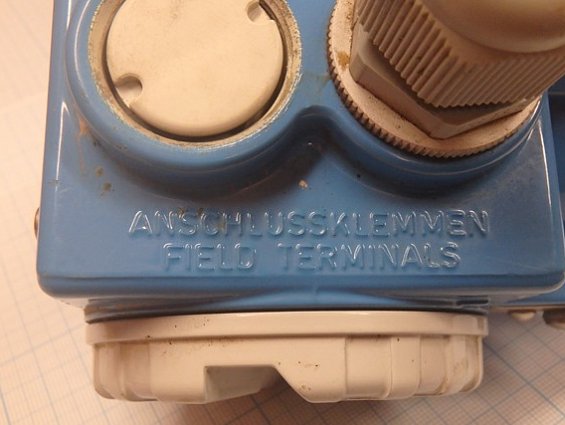 ANSCHLUSSKLEMMEN
FIELD TERMINALS